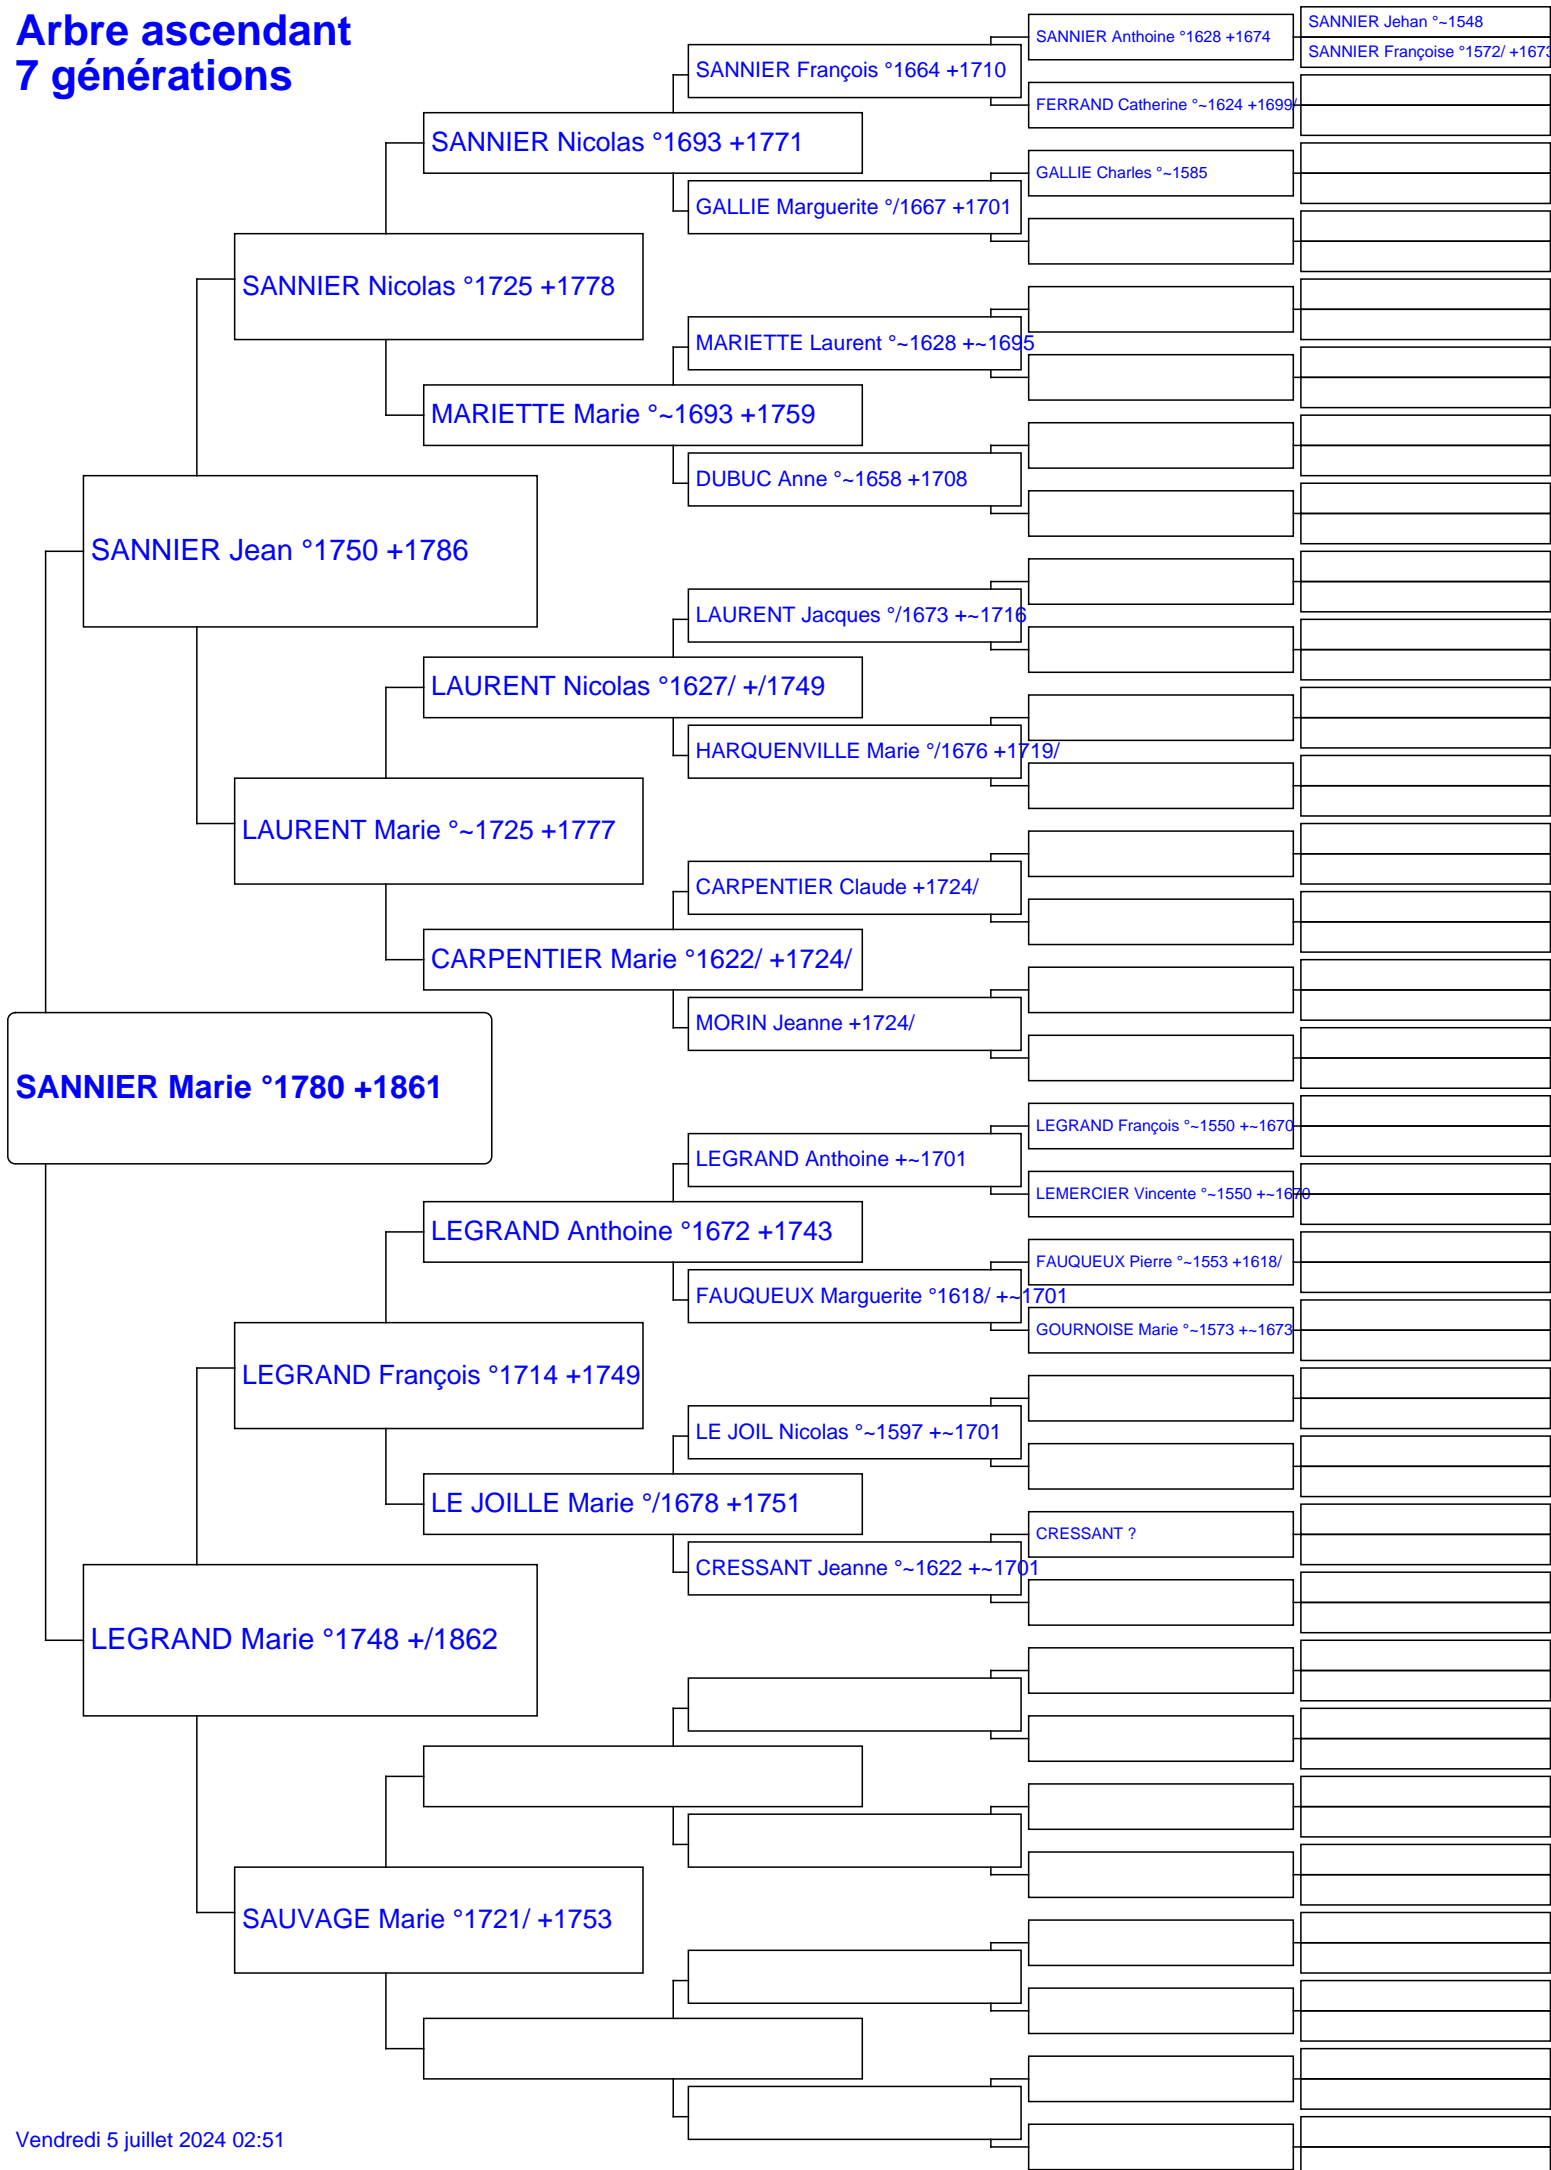 Arbre ascendant
7 générations
SANNIER Jehan °~1548
SANNIER Françoise °1572/ +1673
SANNIER Anthoine °1628 +1674
SANNIER François °1664 +1710
FERRAND Catherine °~1624 +1699/
SANNIER Nicolas °1693 +1771
GALLIE Charles °~1585
GALLIE Marguerite °/1667 +1701
SANNIER Nicolas °1725 +1778
MARIETTE Laurent °~1628 +~1695
MARIETTE Marie °~1693 +1759
DUBUC Anne °~1658 +1708
SANNIER Jean °1750 +1786
LAURENT Jacques °/1673 +~1716
LAURENT Nicolas °1627/ +/1749
HARQUENVILLE Marie °/1676 +1719/
LAURENT Marie °~1725 +1777
CARPENTIER Claude +1724/
CARPENTIER Marie °1622/ +1724/
MORIN Jeanne +1724/
SANNIER Marie °1780 +1861
LEGRAND François °~1550 +~1670
LEGRAND Anthoine +~1701
LEMERCIER Vincente °~1550 +~1670
LEGRAND Anthoine °1672 +1743
FAUQUEUX Pierre °~1553 +1618/
FAUQUEUX Marguerite °1618/ +~1701
GOURNOISE Marie °~1573 +~1673
LEGRAND François °1714 +1749
LE JOIL Nicolas °~1597 +~1701
LE JOILLE Marie °/1678 +1751
CRESSANT ?
CRESSANT Jeanne °~1622 +~1701
LEGRAND Marie °1748 +/1862
SAUVAGE Marie °1721/ +1753
Vendredi 5 juillet 2024 02:51